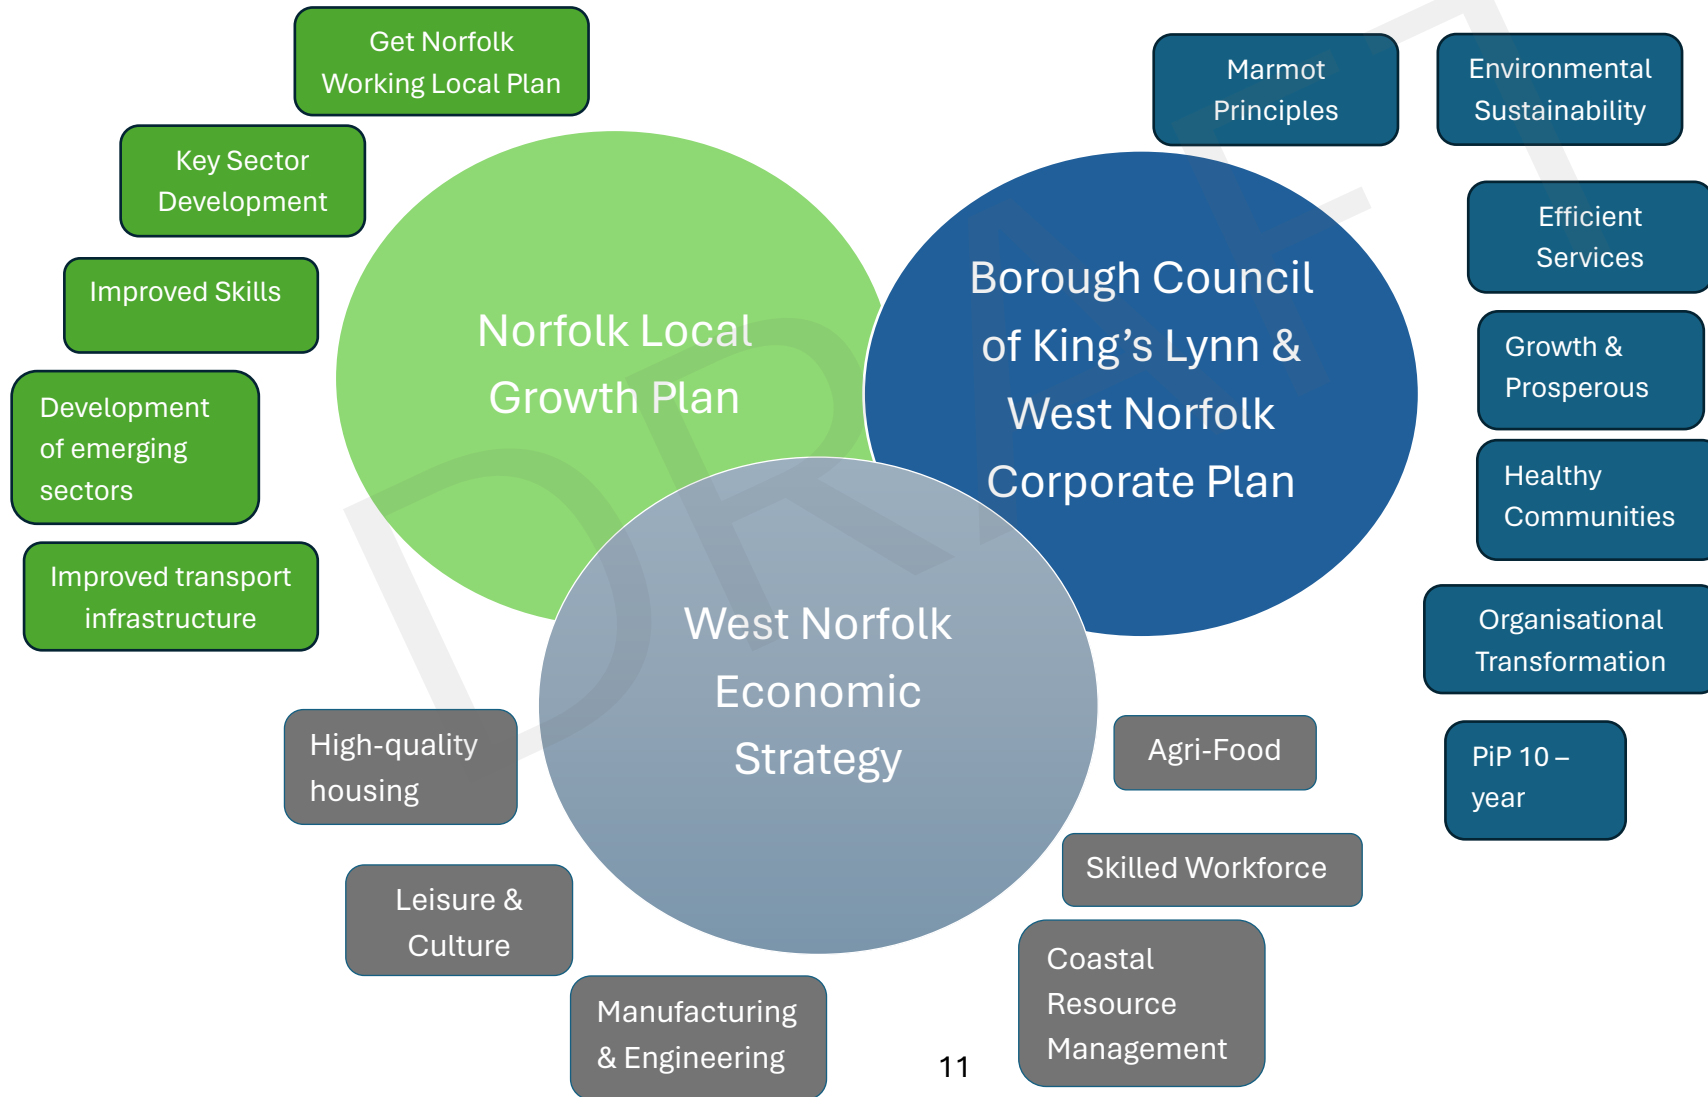 Get Norfolk
Working Local Plan
Key Sector
Development
Improved Skills
Development
of emerging
sectors
Improved transport
infrastructure
Norfolk Local
Growth Plan
Borough Council
of King’s Lynn &
West Norfolk
Corporate Plan
Marmot
Principles
Environmental
Sustainability
Efficient
Services
Growth &
Prosperous
Healthy
Communities
Organisational
Transformation
PiP 10 –
year
West Norfolk
Economic
Strategy
High-quality
housing
Leisure &
Culture
Manufacturing
& Engineering
Agri-Food
Skilled Workforce
Coastal
Resource
Management
11
DRAFT